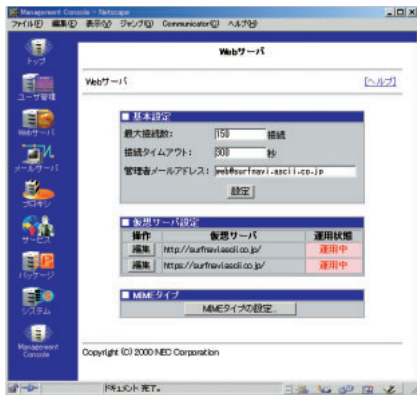 Management Console - Netscape
ファイル(F) 編集(E) 表示(V) ジャンプ(G) Communicator(C) ヘルプ(H)
トップ
ユーザ管理
Webサーバ
メールサーバ
プロキシ
サービス
パッケージ
システム
Management Console
Webサーバ
Webサーバ [ヘルプ]
■ 基本設定
最大接続数: 150 接続
接続タイムアウト: 300 秒
管理者メールアドレス: web@surfnavi.ascii.co.jp
設定
■ 仮想サーバ設定
操作 仮想サーバ 運用状態
編集 http://surfnavi.ascii.co.jp/ 運用中
編集 https://surfnavi.ascii.co.jp/ 運用中
■ MIMEタイプ
MIMEタイプの設定...
Copyright (C) 2000 NEC Corporation
ドキュメント: 完了。